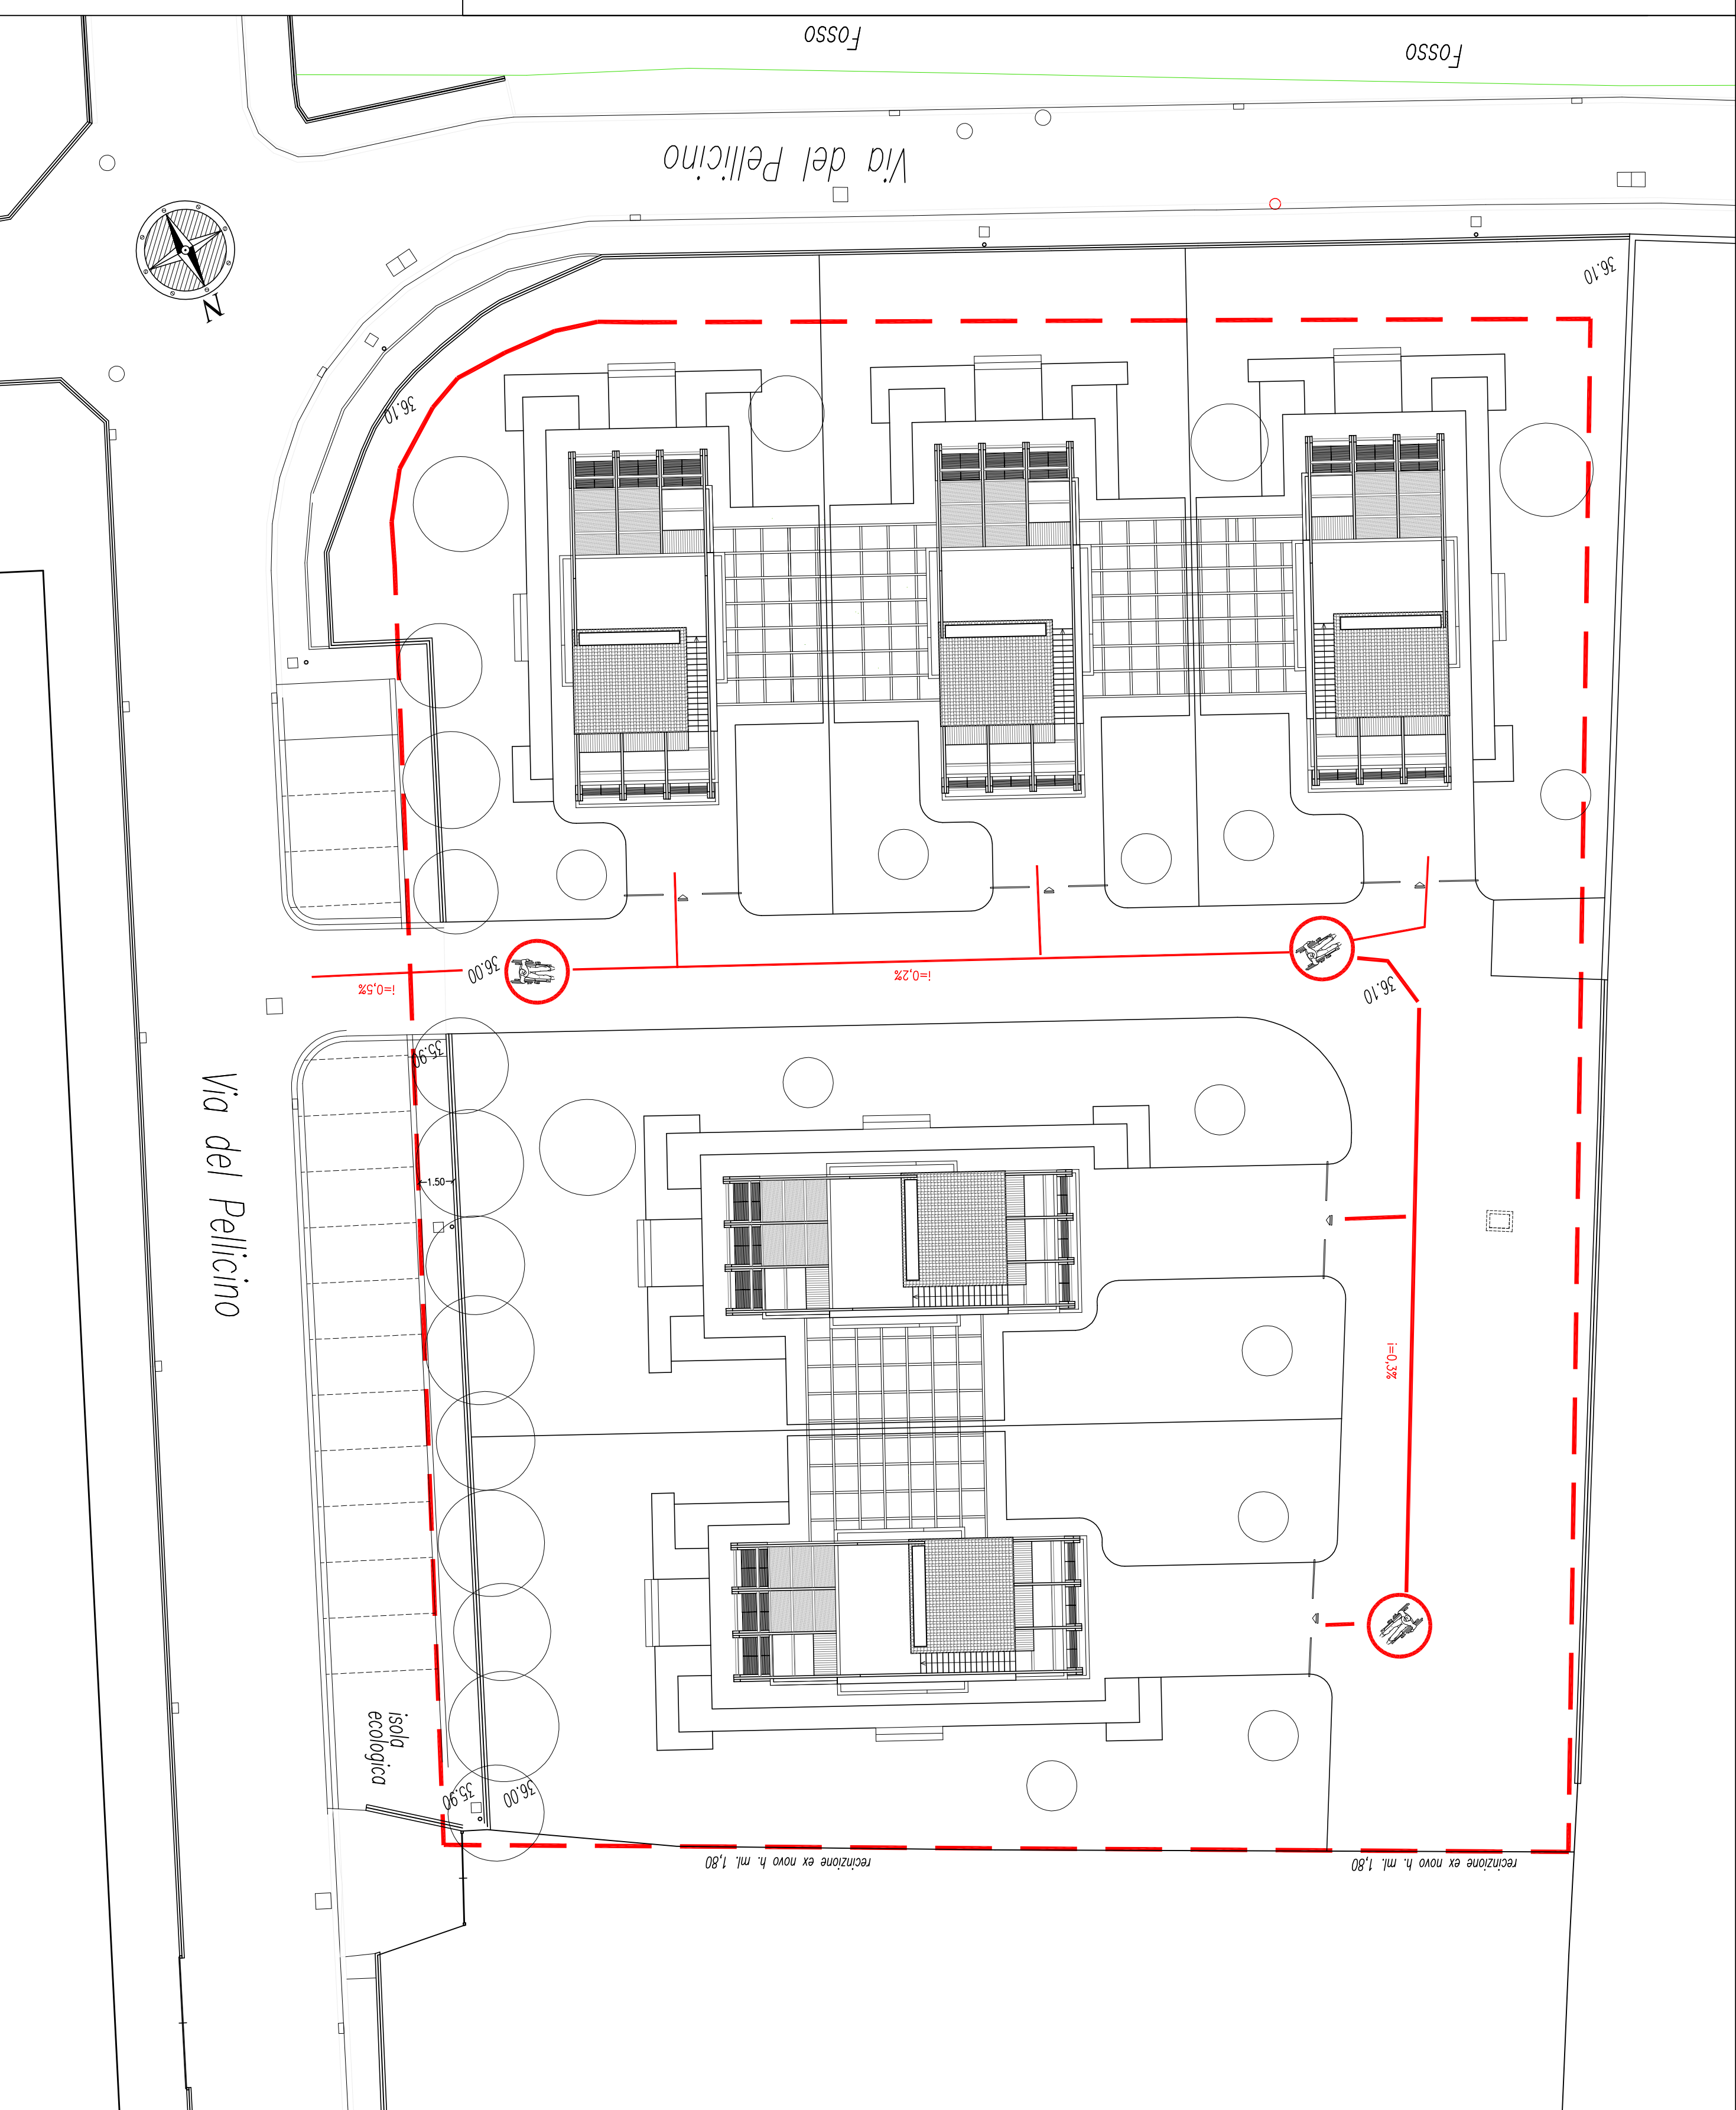 Fosso
Fosso
Via del Pellicino
N
36.10
36.10
36.00
i=0,5%
i=0,2%
36.10
35.90
Via del Pellicino
1.50
i=0,3%
isola
ecologica
35.90
36.00
recinzione ex novo h. ml. 1,80
recinzione ex novo h. ml. 1,80